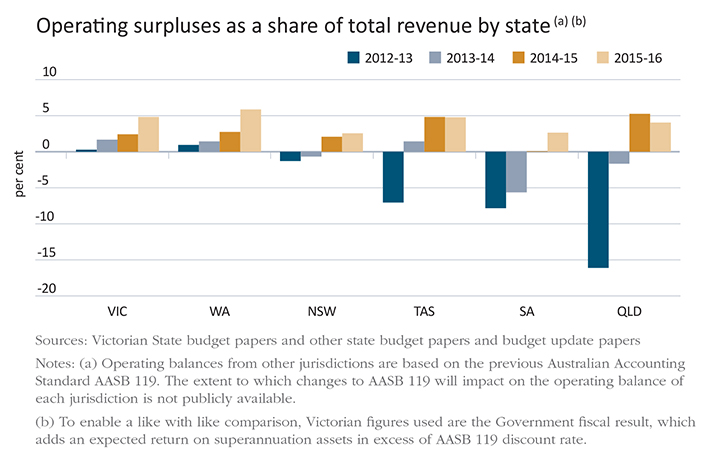 Operating surpluses as a share of total revenue by state (a) (b)
2012-13 2013-14 2014-15 2015-16
10
5
0
-5
-10
-15
-20
per cent
VIC WA NSW TAS SA QLD
Sources: Victorian State budget papers and other state budget papers and budget update papers
Notes: (a) Operating balances from other jurisdictions are based on the previous Australian Accounting
Standard AASB 119. The extent to which changes to AASB 119 will impact on the operating balance of
each jurisdiction is not publicly available.
(b) To enable a like with like comparison, Victorian figures used are the Government fiscal result, which
adds an expected return on superannuation assets in excess of AASB 119 discount rate.